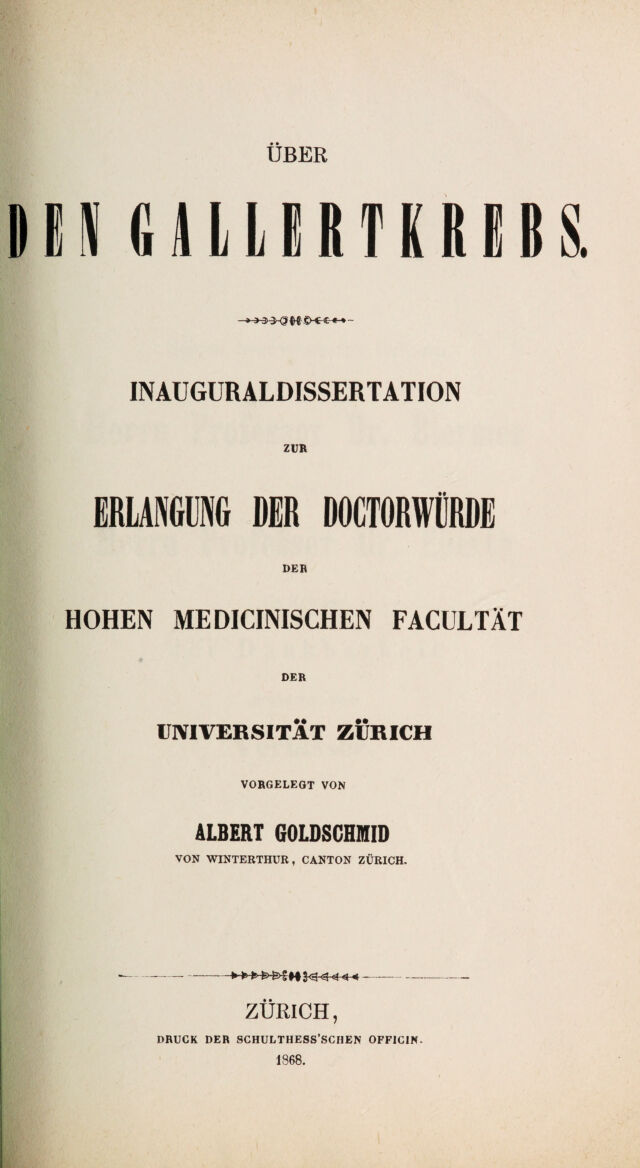 ÜBER
DEN GALLERTKREBS.
INAUGURALDISSERTATION
ZUR
ERLANGUNG DER DOCTORWÜRDE
DER
HOHEN MEDICINISCHEN FACULTÄT
DER
UNIVERSITÄT ZÜRICH
VORGELEGT VON
ALBERT GOLDSCHMID
VON WINTERTHUR, CANTON ZÜRICH.
ZÜRICH,
DRUCK DER SCHULTHESS'SCHEN OFFICIN.
1868.